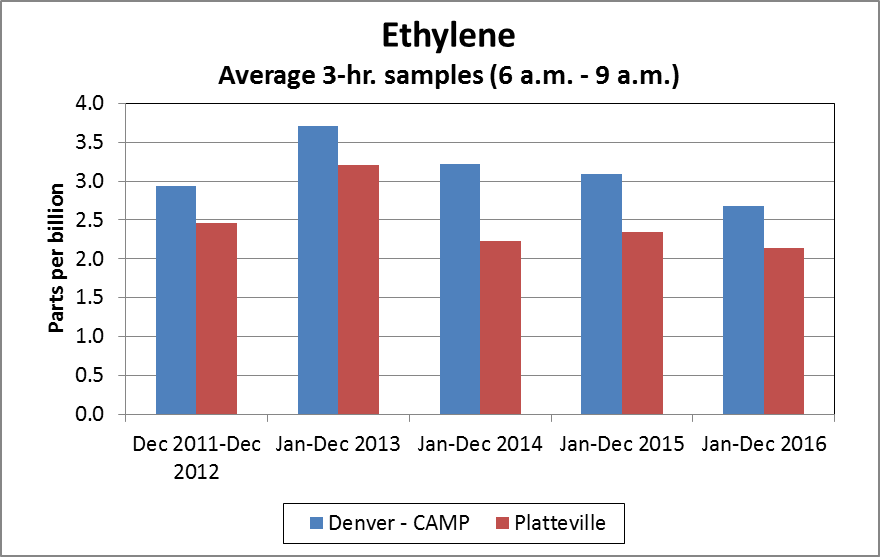 Ethylene
Average 3-hr. samples (6 a.m. - 9 a.m.)
Parts per billion
4.0
3.5
3.0
2.5
2.0
1.5
1.0
0.5
0.0
Dec 2011-Dec
2012
Jan-Dec 2013
Jan-Dec 2014
Jan-Dec 2015
Jan-Dec 2016
Denver - CAMP
Platteville